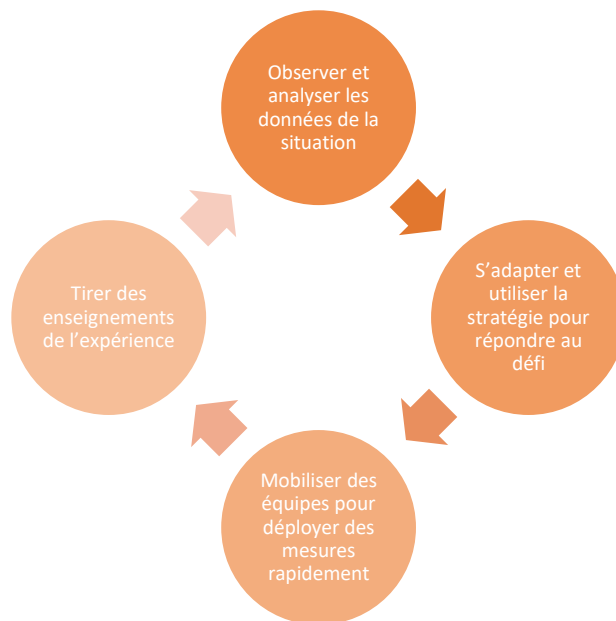 Observer et
analyser les
données de la
situation
S’adapter et
utiliser la
stratégie pour
répondre au
défi
Mobiliser des
équipes pour
déployer des
mesures
rapidement
Tirer des
enseignements
de l’expérience